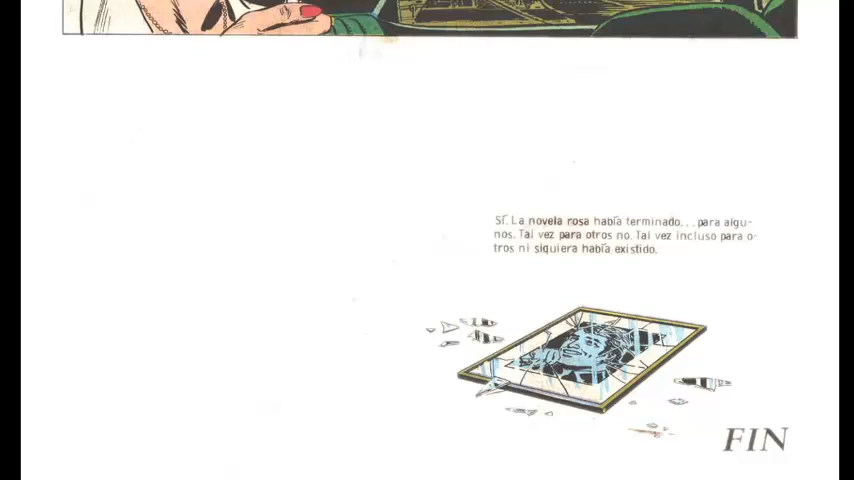 Sí. La novela rosa había terminado...para algu-
nos. Tal vez para otros no. Tal vez incluso para o-
tros ni siquiera había existido.
FIN